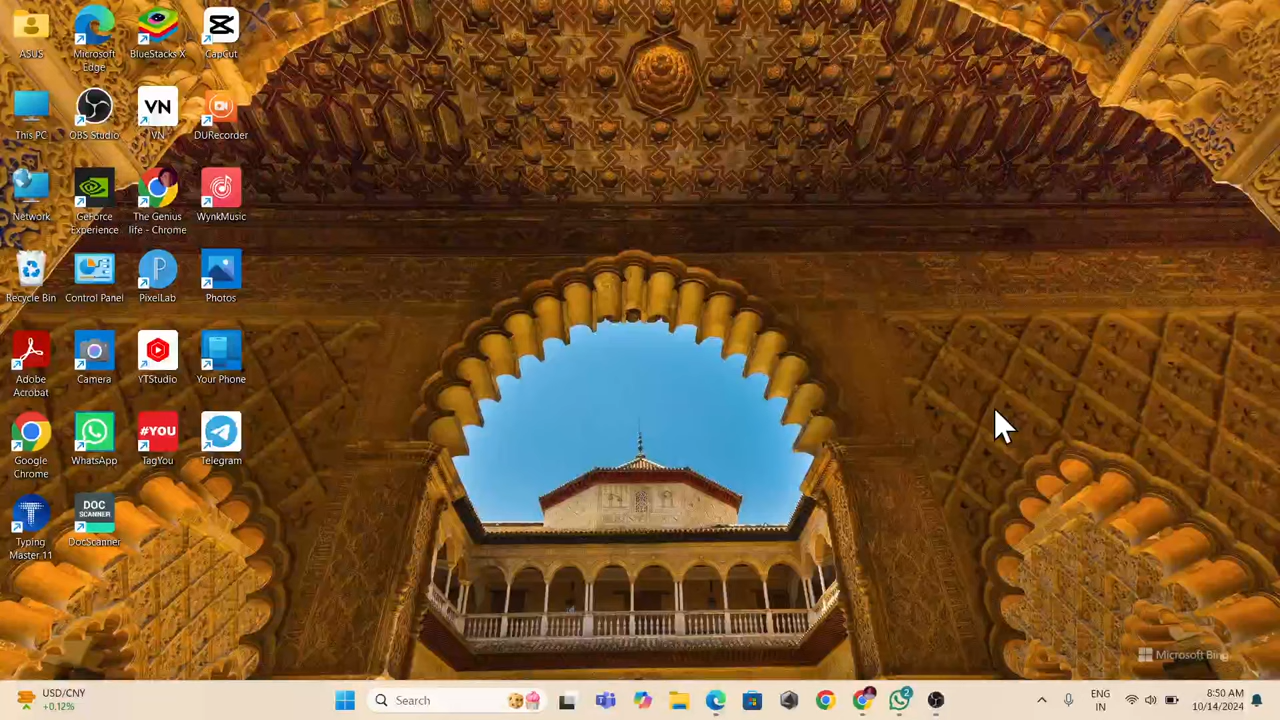 ASUS
Microsoft
Edge
BlueStacks X
CapCut
This PC
OBS Studio
VN
VN
DURecorder
Network
GeForce
Experience
The Genius
life - Chrome
WynkMusic
Recycle Bin
Control Panel
P
PixelLab
Photos
Adobe
Acrobat
Camera
YTStudio
Your Phone
Google
Chrome
WhatsApp
#YOU
TagYou
Telegram
Typing
Master 11
DOC
SCANNER
DocScanner
Microsoft Bing
USD/CNY
+0.12%
Search
2
ENG
IN
8:50 AM
10/14/2024